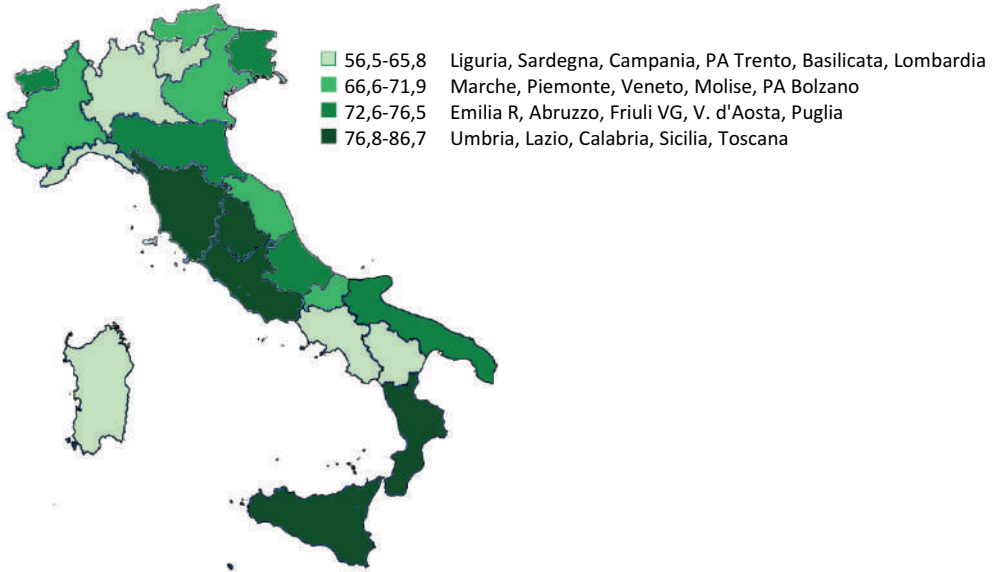 56,5-65,8 Liguria, Sardegna, Campania, PA Trento, Basilicata, Lombardia
66,6-71,9 Marche, Piemonte, Veneto, Molise, PA Bolzano
72,6-76,5 Emilia R, Abruzzo, Friuli VG, V. d'Aosta, Puglia
76,8-86,7 Umbria, Lazio, Calabria, Sicilia, Toscana